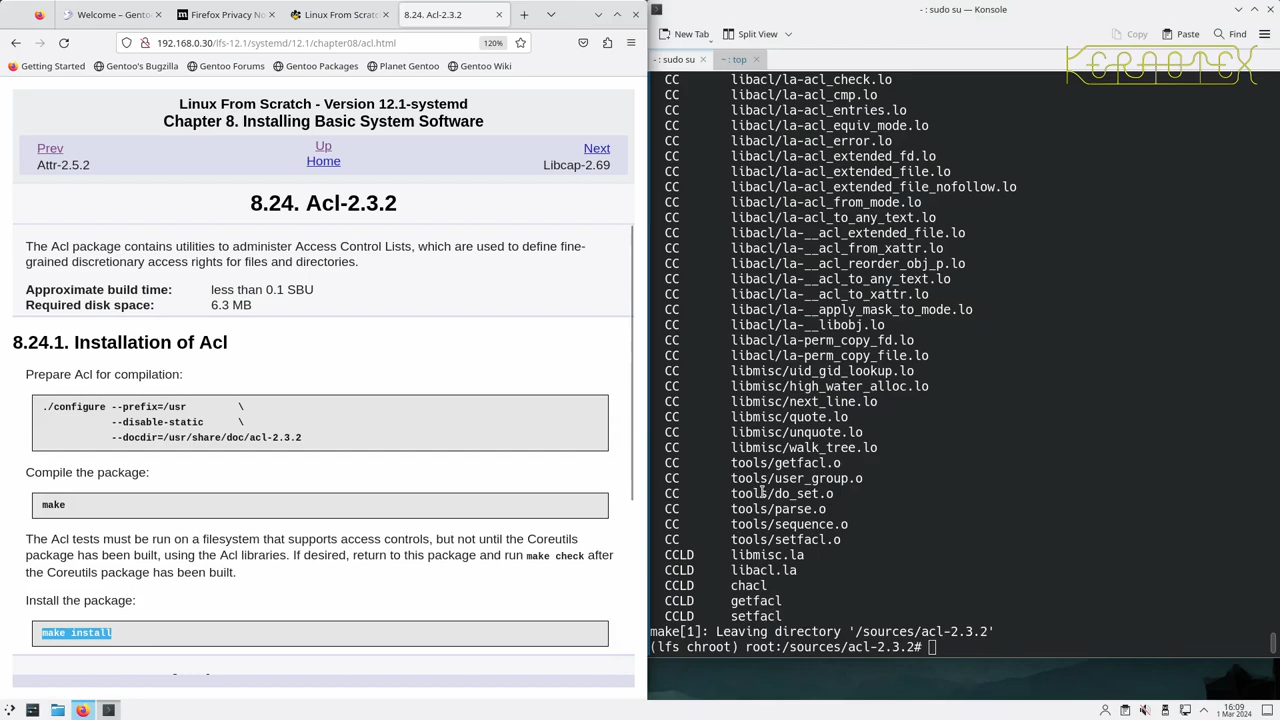 Welcome – Gento
Firefox Privacy No
Linux From Scratc
8.24. Acl-2.3.2
192.168.0.30/lfs-12.1/systemd/12.1/chapter08/acl.html
120%
Getting Started
Gentoo's Bugzilla
Gentoo Forums
Gentoo Packages
Planet Gentoo
Gentoo Wiki
Linux From Scratch - Version 12.1-systemd
Chapter 8. Installing Basic System Software
Prev
Up
Next
Attr-2.5.2
Home
Libcap-2.69
8.24. Acl-2.3.2
The Acl package contains utilities to administer Access Control Lists, which are used to define fine-
grained discretionary access rights for files and directories.
Approximate build time: less than 0.1 SBU
Required disk space: 6.3 MB
8.24.1. Installation of Acl
Prepare Acl for compilation:
./configure --prefix=/usr \
--disable-static \
--docdir=/usr/share/doc/acl-2.3.2
Compile the package:
make
The Acl tests must be run on a filesystem that supports access controls, but not until the Coreutils
package has been built, using the Acl libraries. If desired, return to this package and run make check after
the Coreutils package has been built.
Install the package:
make install
- : sudo su — Konsole
New Tab
Split View
Copy
Paste
Find
- : sudo su
~ : top
KERNOTEX
CC libacl/la-acl_check.lo
CC libacl/la-acl_cmp.lo
CC libacl/la-acl_entries.lo
CC libacl/la-acl_equiv_mode.lo
CC libacl/la-acl_error.lo
CC libacl/la-acl_extended_fd.lo
CC libacl/la-acl_extended_file.lo
CC libacl/la-acl_extended_file_nofollow.lo
CC libacl/la-acl_from_mode.lo
CC libacl/la-acl_to_any_text.lo
CC libacl/la-__acl_extended_file.lo
CC libacl/la-__acl_from_xattr.lo
CC libacl/la-__acl_reorder_obj_p.lo
CC libacl/la-__acl_to_any_text.lo
CC libacl/la-__acl_to_xattr.lo
CC libacl/la-__apply_mask_to_mode.lo
CC libacl/la-__libobj.lo
CC libacl/la-perm_copy_fd.lo
CC libacl/la-perm_copy_file.lo
CC libmisc/uid_gid_lookup.lo
CC libmisc/high_water_alloc.lo
CC libmisc/next_line.lo
CC libmisc/quote.lo
CC libmisc/unquote.lo
CC libmisc/walk_tree.lo
CC tools/getfacl.o
CC tools/user_group.o
CC tools/do_set.o
CC tools/parse.o
CC tools/sequence.o
CC tools/setfacl.o
CCLD libmisc.la
CCLD libacl.la
CCLD chacl
CCLD getfacl
CCLD setfacl
make[1]: Leaving directory '/sources/acl-2.3.2'
(lfs chroot) root:/sources/acl-2.3.2#
16:09
1 Mar 2024